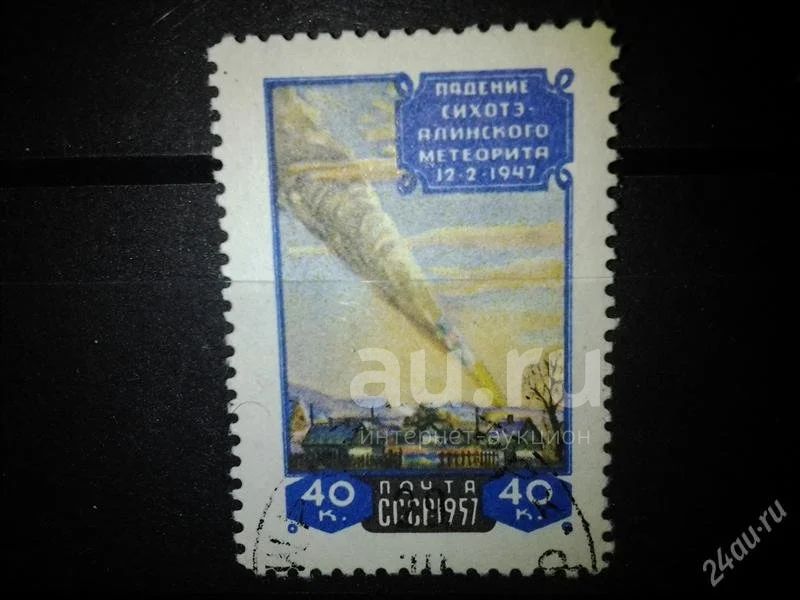 ПАДЕНИЕ
СИХОТЭ-
АЛИНСКОГО
МЕТЕОРИТА
12-2-1947
au.ru
интернет-аукцион
40 к.
ПОЧТА
СССР 1957
40 к.
24au.ru